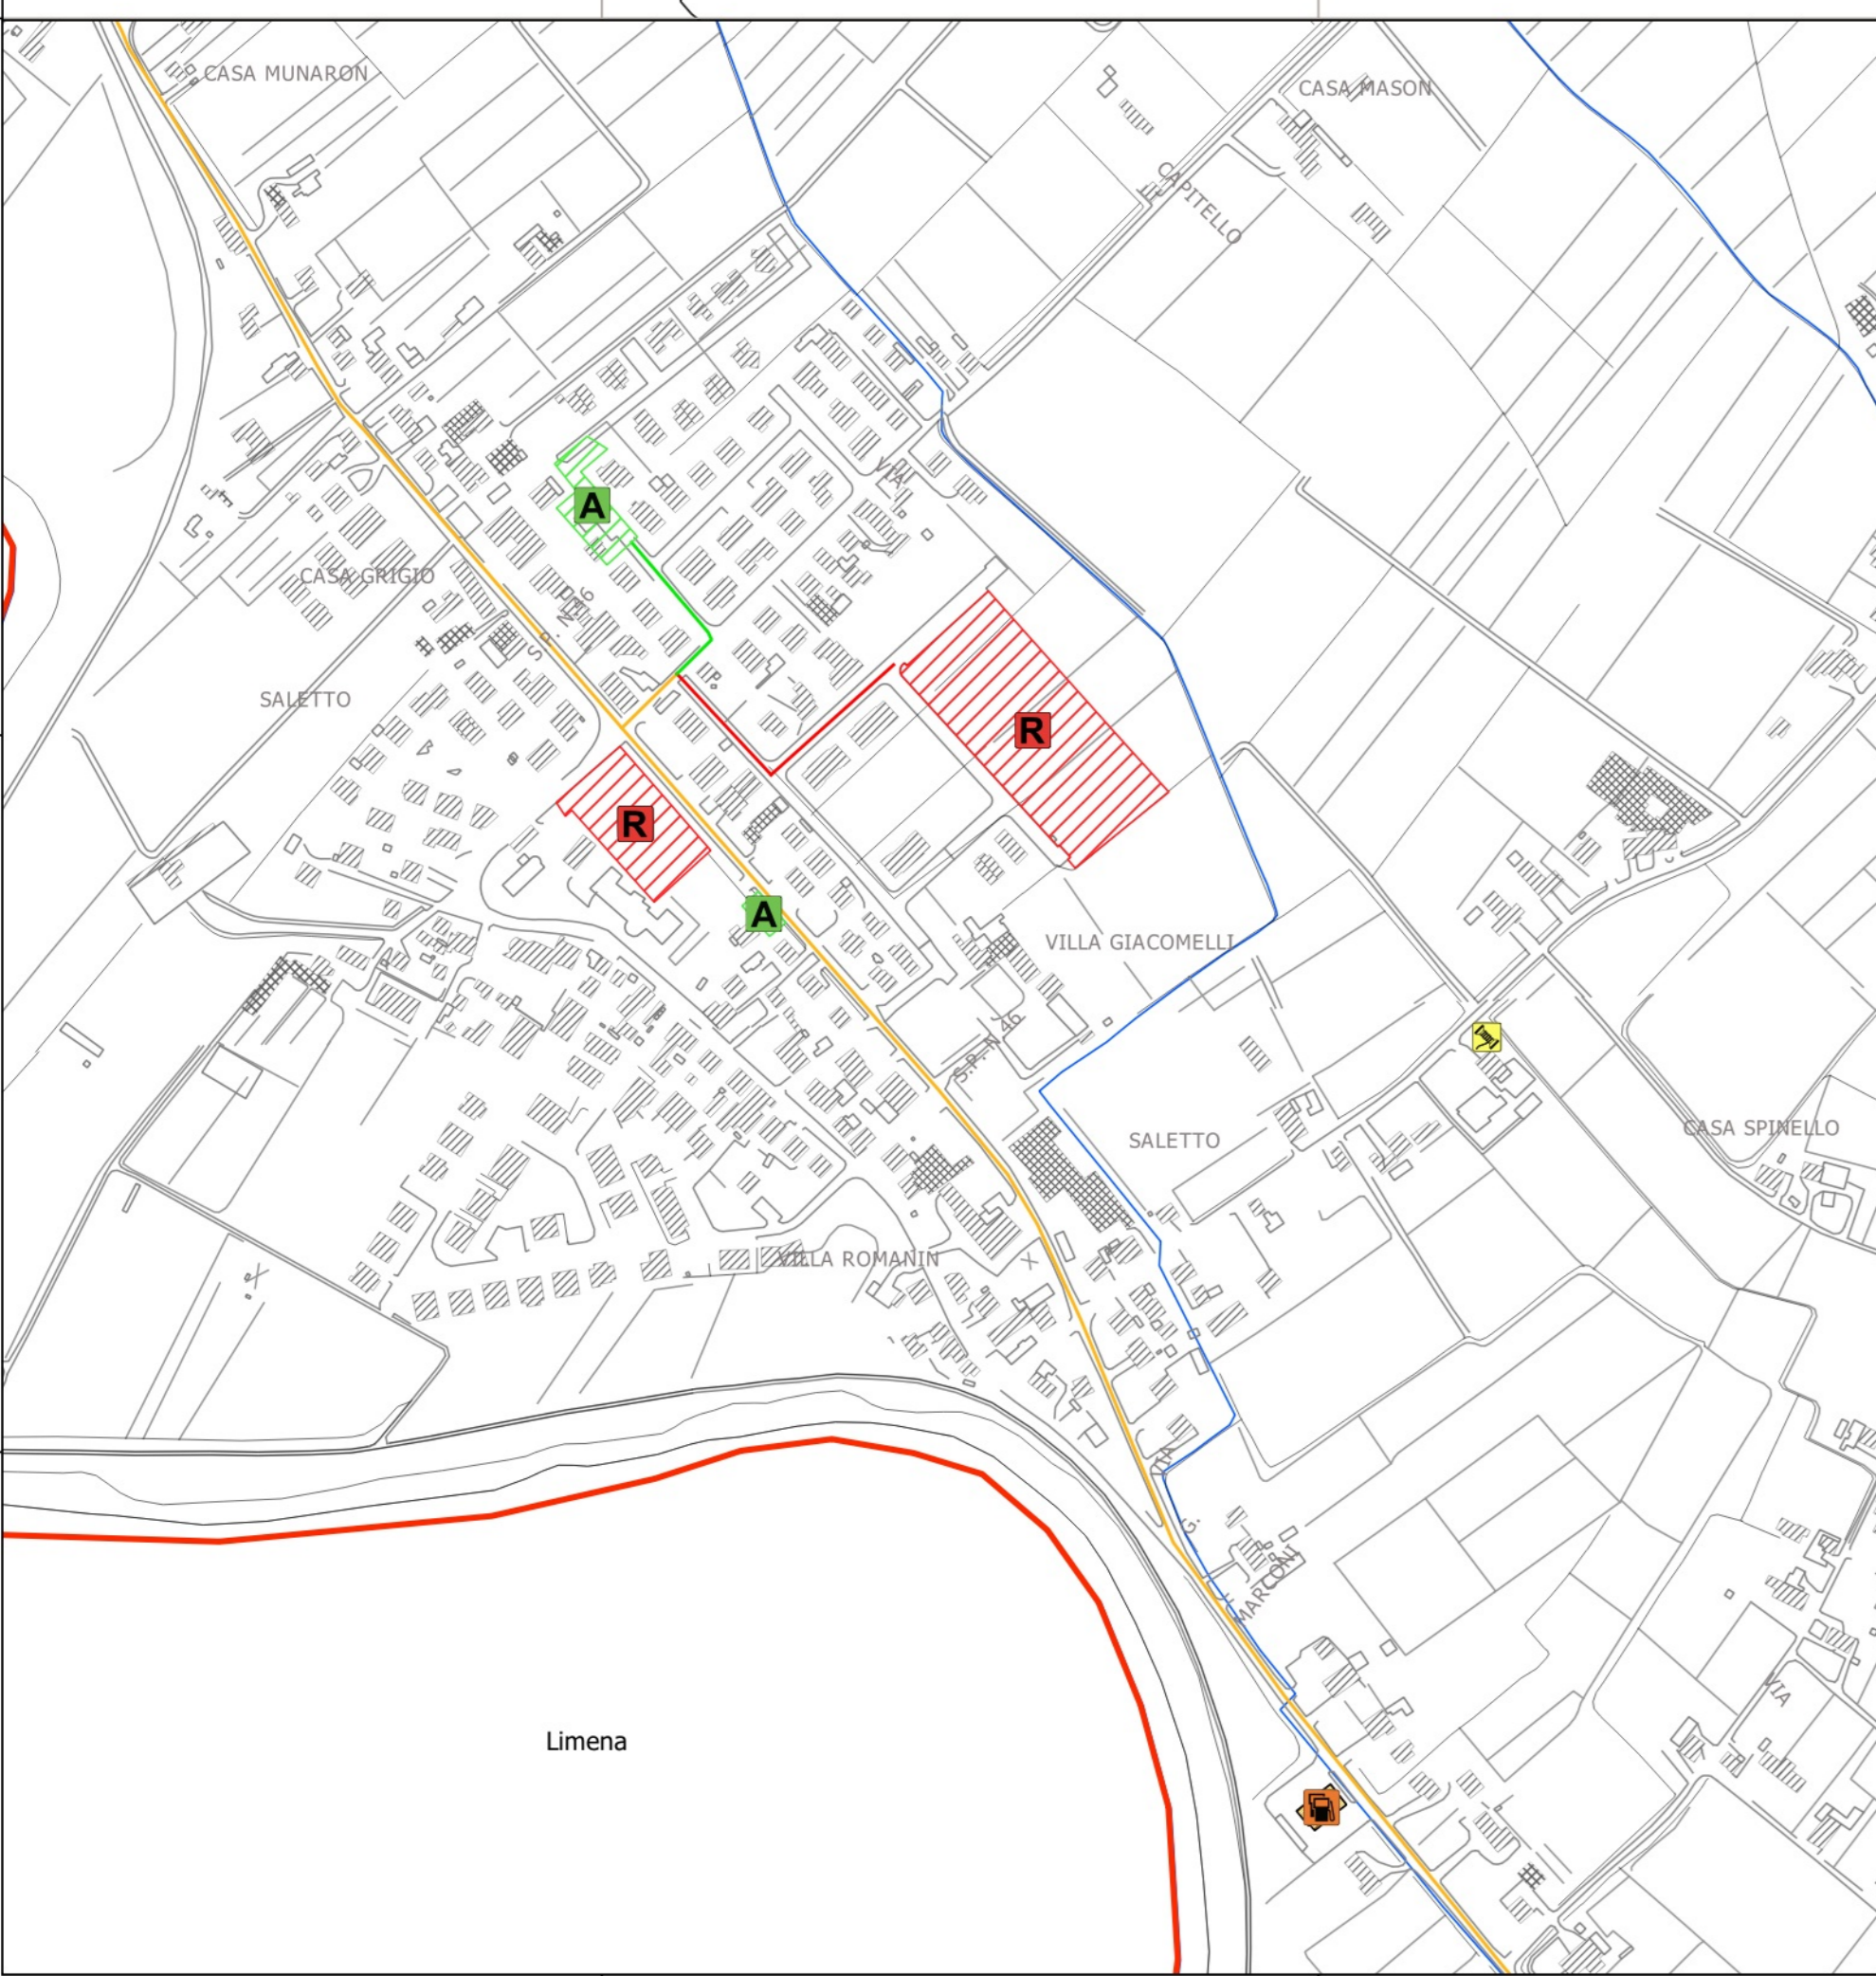 CASA MUNARON
CASA MASON
CAPITELLO
VIA
A
CASA GRIGIO
S.P. N.46
SALETTO
R
R
A
VILLA GIACOMELLI
S.P. N.46
SALETTO
CASA SPINELLO
VILLA ROMANIN
VIA
G.
MARCONI
VIA
Limena